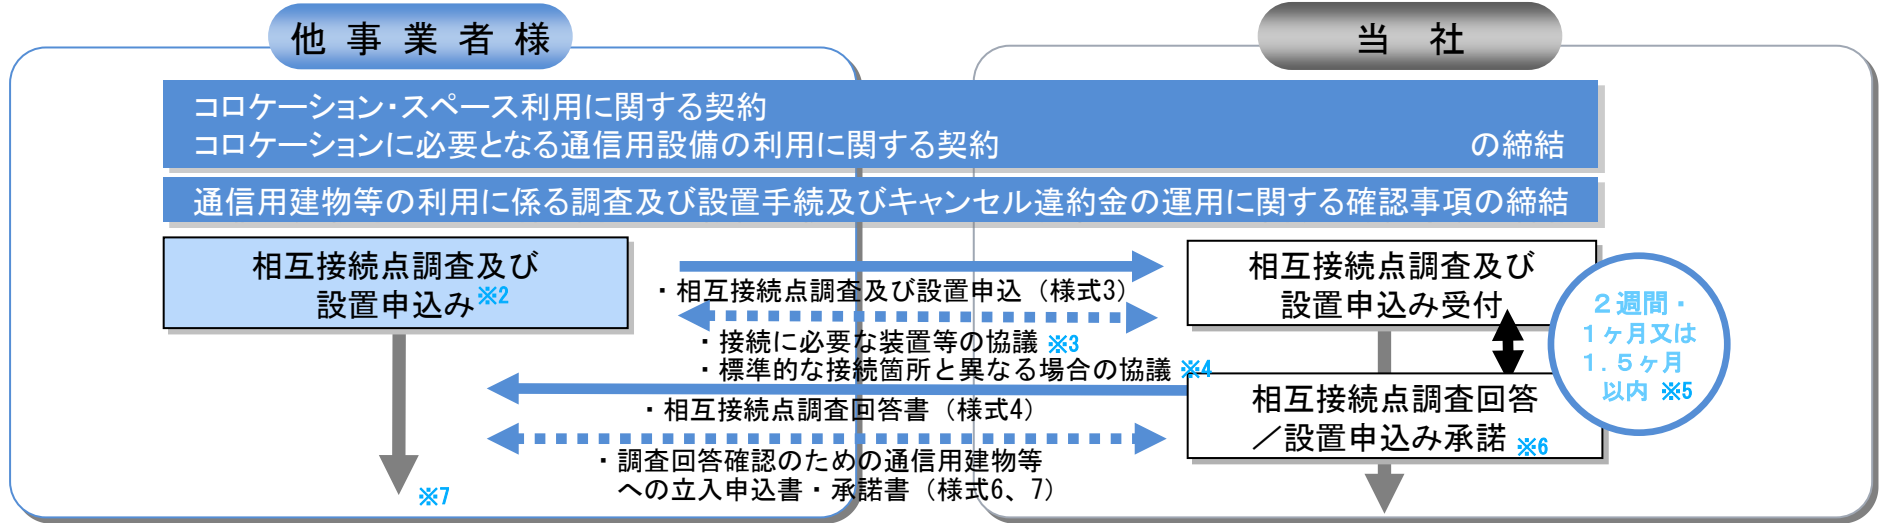 他事業者様
当社
コロケーション・スペース利用に関する契約
コロケーションに必要となる通信用設備の利用に関する契約 の締結
通信用建物等の利用に係る調査及び設置手続及びキャンセル違約金の運用に関する確認事項の締結
相互接続点調査及び
設置申込み※2
・相互接続点調査及び設置申込（様式3）
・接続に必要な装置等の協議 ※3
・標準的な接続箇所と異なる場合の協議 ※4
相互接続点調査及び
設置申込み受付
２週間・
１ヶ月又は
１．５ヶ月
以内 ※5
・相互接続点調査回答書（様式4）
相互接続点調査回答
／設置申込み承諾 ※6
・調査回答確認のための通信用建物等
への立入申込書・承諾書（様式6、7）
※7